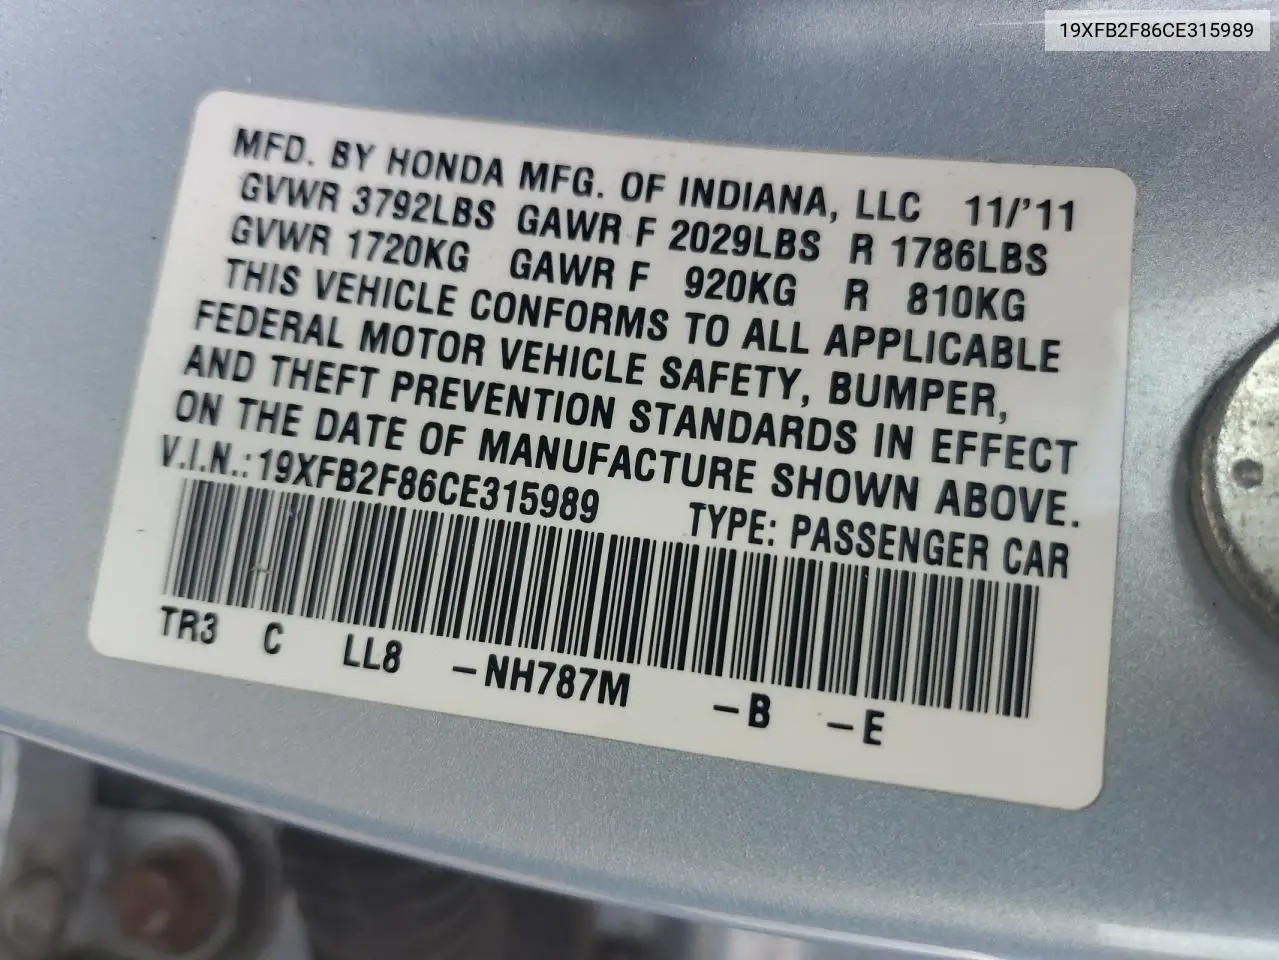 19XFB2F86CE315989
MFD. BY HONDA MFG. OF INDIANA, LLC 11/'11
GVWR 3792LBS GAWR F 2029LBS R 1786LBS
GVWR 1720KG GAWR F 920KG R 810KG
THIS VEHICLE CONFORMS TO ALL APPLICABLE
FEDERAL MOTOR VEHICLE SAFETY, BUMPER,
AND THEFT PREVENTION STANDARDS IN EFFECT
ON THE DATE OF MANUFACTURE SHOWN ABOVE.
V.I.N.:19XFB2F86CE315989 TYPE: PASSENGER CAR
TR3 C LL8 -NH787M -B -E